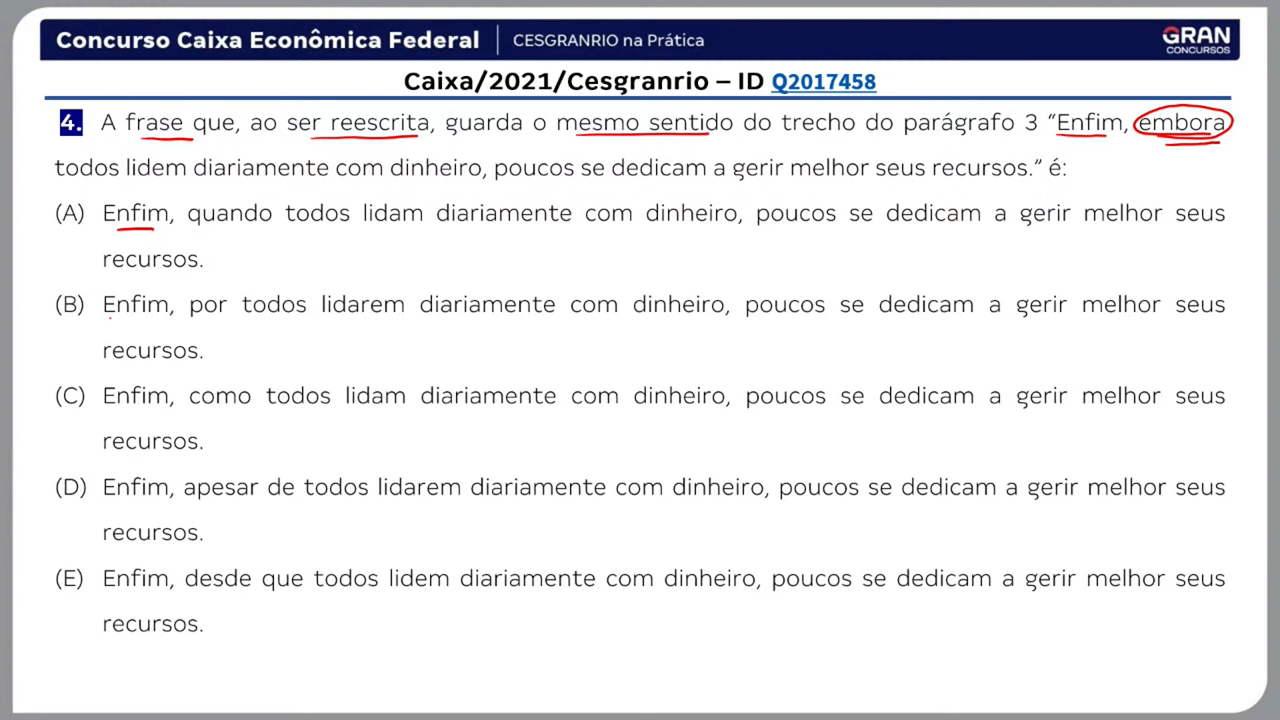 Concurso Caixa Econômica Federal | CESGRANRIO na Prática GRAN CONCURSOS
Caixa/2021/Cesgranrio – ID Q2017458
4. A frase que, ao ser reescrita, guarda o mesmo sentido do trecho do parágrafo 3 “Enfim, embora
todos lidem diariamente com dinheiro, poucos se dedicam a gerir melhor seus recursos.” é:
(A) Enfim, quando todos lidam diariamente com dinheiro, poucos se dedicam a gerir melhor seus
recursos.
(B) Enfim, por todos lidarem diariamente com dinheiro, poucos se dedicam a gerir melhor seus
recursos.
(C) Enfim, como todos lidam diariamente com dinheiro, poucos se dedicam a gerir melhor seus
recursos.
(D) Enfim, apesar de todos lidarem diariamente com dinheiro, poucos se dedicam a gerir melhor seus
recursos.
(E) Enfim, desde que todos lidem diariamente com dinheiro, poucos se dedicam a gerir melhor seus
recursos.